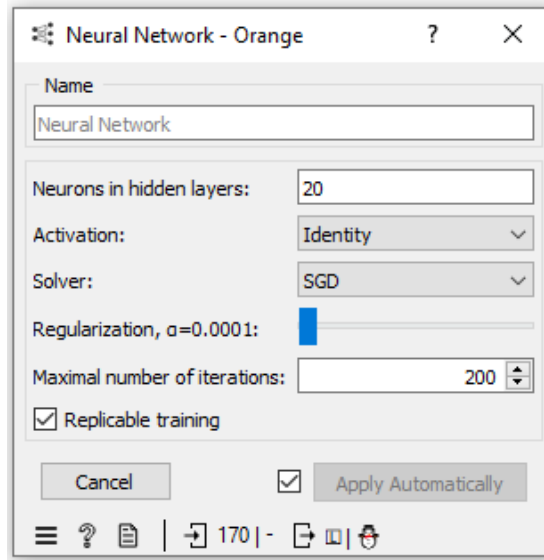 Neural Network - Orange
?
Name
Neural Network
Neurons in hidden layers: 20
Activation: Identity
Solver: SGD
Regularization, α=0.0001:
Maximal number of iterations: 200
Replicable training
Cancel
Apply Automatically
? 170 | - |